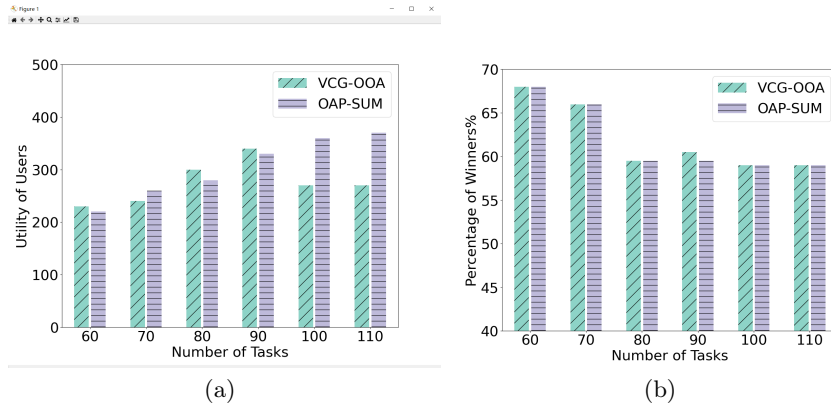 Figure 1
500
400
300
200
100
0
Utility of Users
VCG-OOA
OAP-SUM
60 70 80 90 100 110
Number of Tasks
(a)
70
65
60
55
50
45
40
Percentage of Winners%
VCG-OOA
OAP-SUM
60 70 80 90 100 110
Number of Tasks
(b)